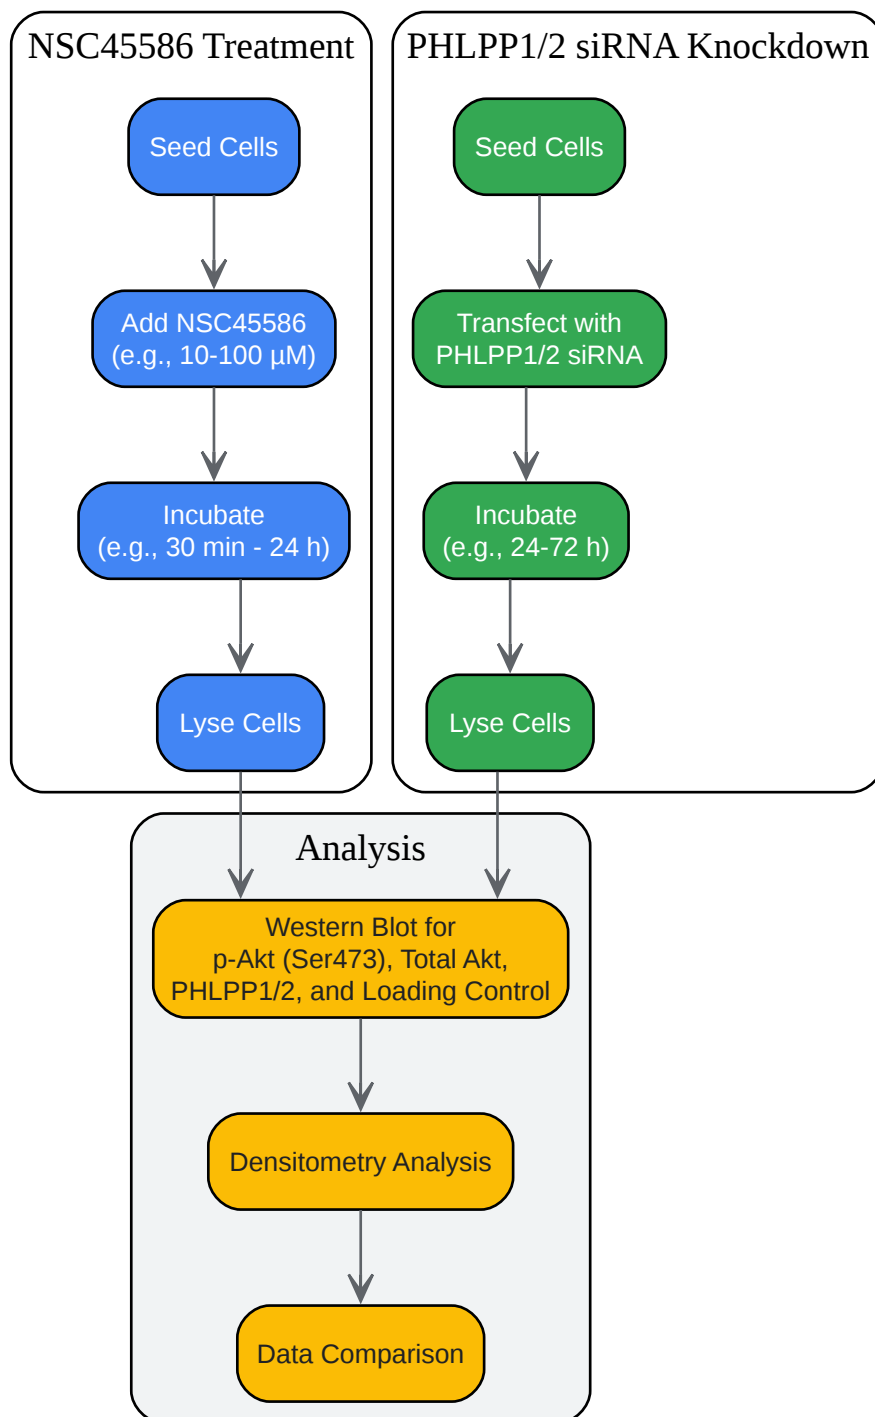 NSC45586 Treatment
Seed Cells
Add NSC45586
(e.g., 10-100 µM)
Incubate
(e.g., 30 min - 24 h)
Lyse Cells
PHLPP1/2 siRNA Knockdown
Seed Cells
Transfect with
PHLPP1/2 siRNA
Incubate
(e.g., 24-72 h)
Lyse Cells
Analysis
Western Blot for
p-Akt (Ser473), Total Akt,
PHLPP1/2, and Loading Control
Densitometry Analysis
Data Comparison